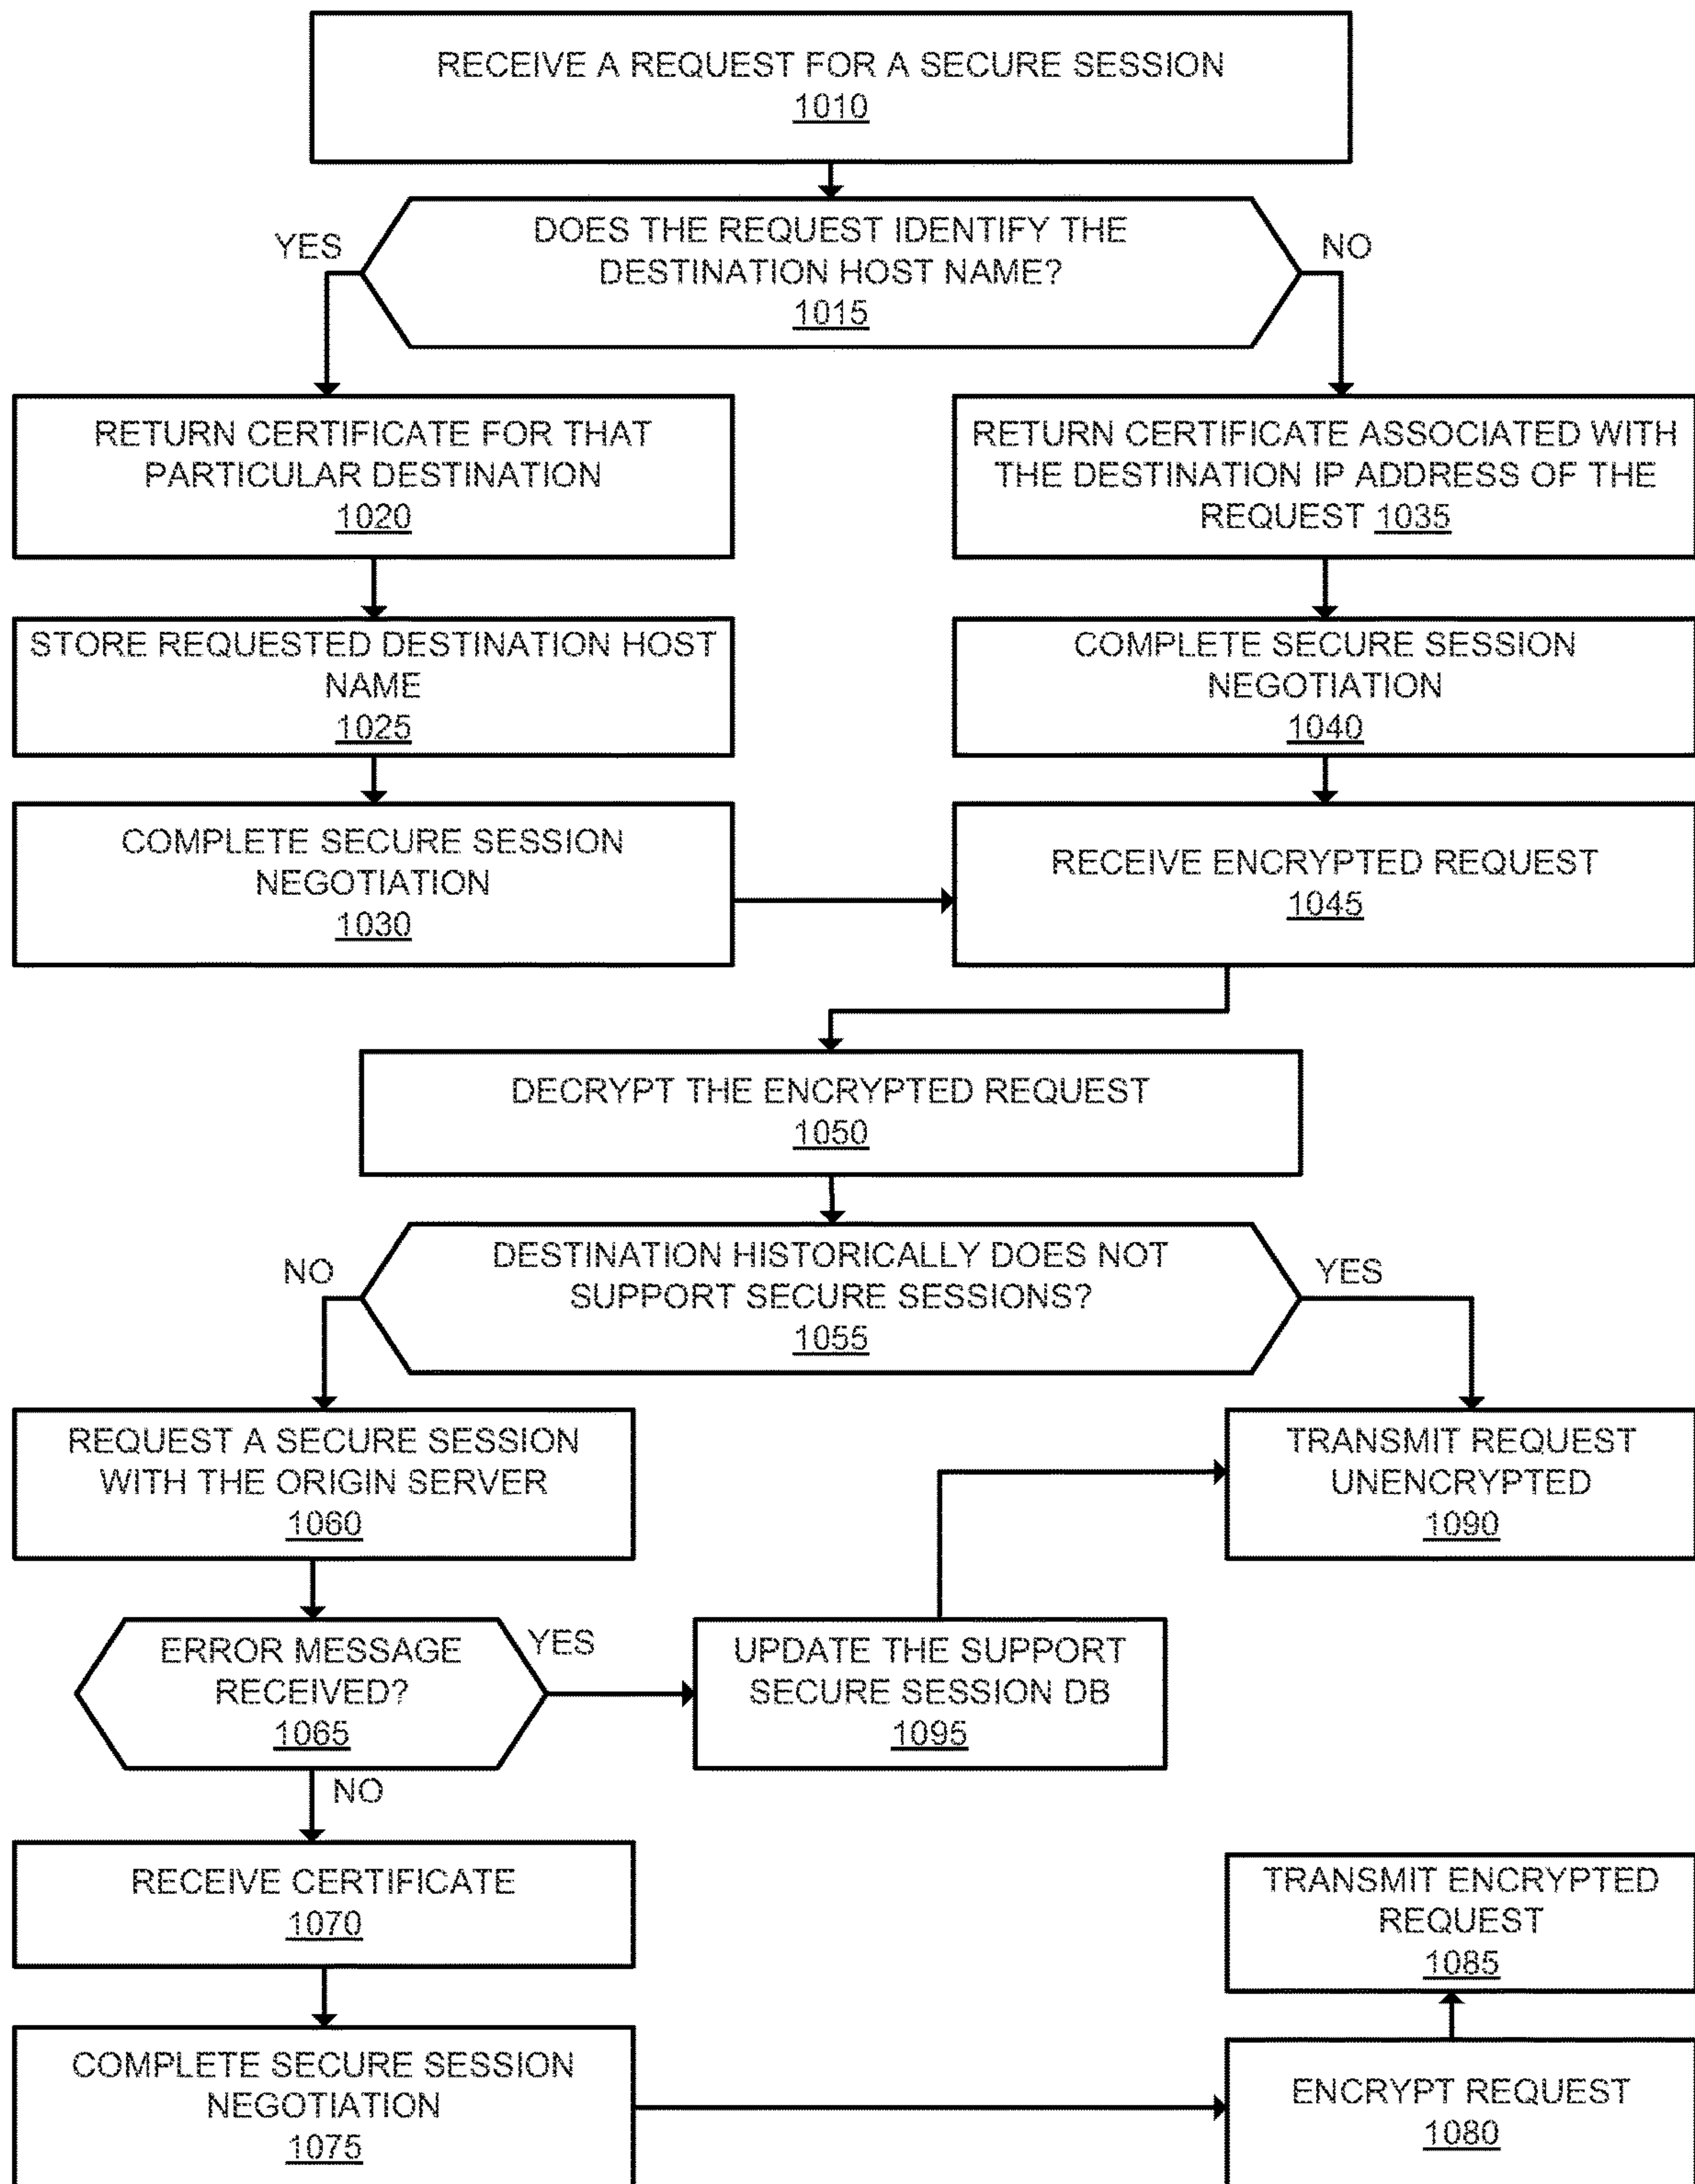 RECEIVE A REQUEST FOR A SECURE SESSION
1010
DOES THE REQUEST IDENTIFY THE
DESTINATION HOST NAME?
1015
YES
NO
RETURN CERTIFICATE FOR THAT
PARTICULAR DESTINATION
1020
RETURN CERTIFICATE ASSOCIATED WITH
THE DESTINATION IP ADDRESS OF THE
REQUEST 1035
STORE REQUESTED DESTINATION HOST
NAME
1025
COMPLETE SECURE SESSION
NEGOTIATION
1040
COMPLETE SECURE SESSION
NEGOTIATION
1030
RECEIVE ENCRYPTED REQUEST
1045
DECRYPT THE ENCRYPTED REQUEST
1050
DESTINATION HISTORICALLY DOES NOT
SUPPORT SECURE SESSIONS?
1055
NO
YES
REQUEST A SECURE SESSION
WITH THE ORIGIN SERVER
1060
TRANSMIT REQUEST
UNENCRYPTED
1090
ERROR MESSAGE
RECEIVED?
1065
YES
UPDATE THE SUPPORT
SECURE SESSION DB
1095
NO
RECEIVE CERTIFICATE
1070
TRANSMIT ENCRYPTED
REQUEST
1085
COMPLETE SECURE SESSION
NEGOTIATION
1075
ENCRYPT REQUEST
1080